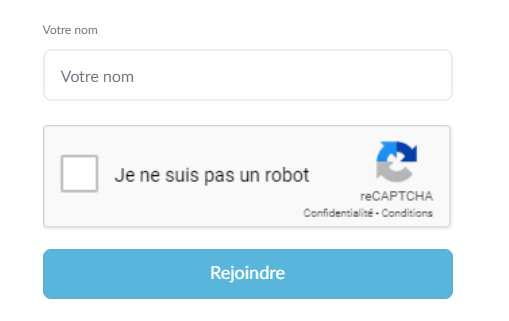 Votre nom
Votre nom
Je ne suis pas un robot
reCAPTCHA
Confidentialité - Conditions
Rejoindre